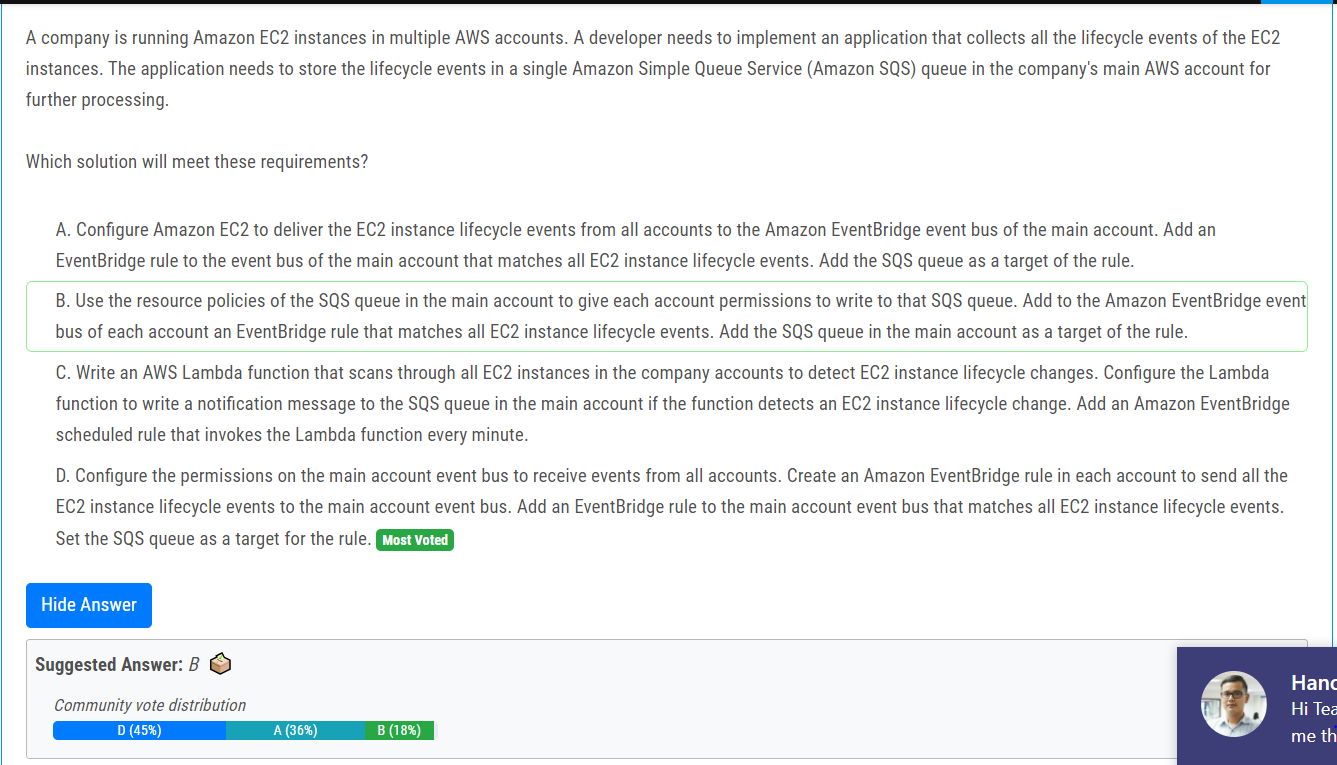 A company is running Amazon EC2 instances in multiple AWS accounts. A developer needs to implement an application that collects all the lifecycle events of the EC2
instances. The application needs to store the lifecycle events in a single Amazon Simple Queue Service (Amazon SQS) queue in the company's main AWS account for
further processing.
Which solution will meet these requirements?
A. Configure Amazon EC2 to deliver the EC2 instance lifecycle events from all accounts to the Amazon EventBridge event bus of the main account. Add an
EventBridge rule to the event bus of the main account that matches all EC2 instance lifecycle events. Add the SQS queue as a target of the rule.
B. Use the resource policies of the SQS queue in the main account to give each account permissions to write to that SQS queue. Add to the Amazon EventBridge event
bus of each account an EventBridge rule that matches all EC2 instance lifecycle events. Add the SQS queue in the main account as a target of the rule.
C. Write an AWS Lambda function that scans through all EC2 instances in the company accounts to detect EC2 instance lifecycle changes. Configure the Lambda
function to write a notification message to the SQS queue in the main account if the function detects an EC2 instance lifecycle change. Add an Amazon EventBridge
scheduled rule that invokes the Lambda function every minute.
D. Configure the permissions on the main account event bus to receive events from all accounts. Create an Amazon EventBridge rule in each account to send all the
EC2 instance lifecycle events to the main account event bus. Add an EventBridge rule to the main account event bus that matches all EC2 instance lifecycle events.
Set the SQS queue as a target for the rule. Most Voted
Hide Answer
Suggested Answer: B
Community vote distribution
D (45%) A (36%) B (18%)
Hi
me